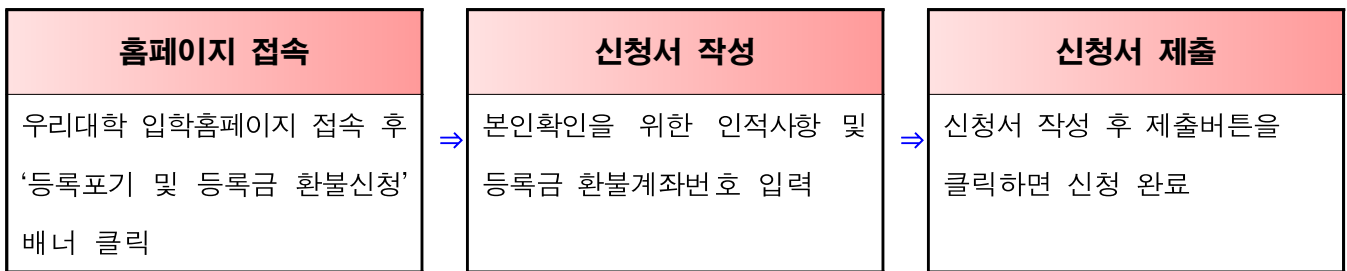 홈페이지 접속
우리대학 입학홈페이지 접속 후
‘등록포기 및 등록금 환불신청’
배너 클릭
⇒
신청서 작성
본인확인을 위한 인적사항 및
등록금 환불계좌번호 입력
⇒
신청서 제출
신청서 작성 후 제출버튼을
클릭하면 신청 완료